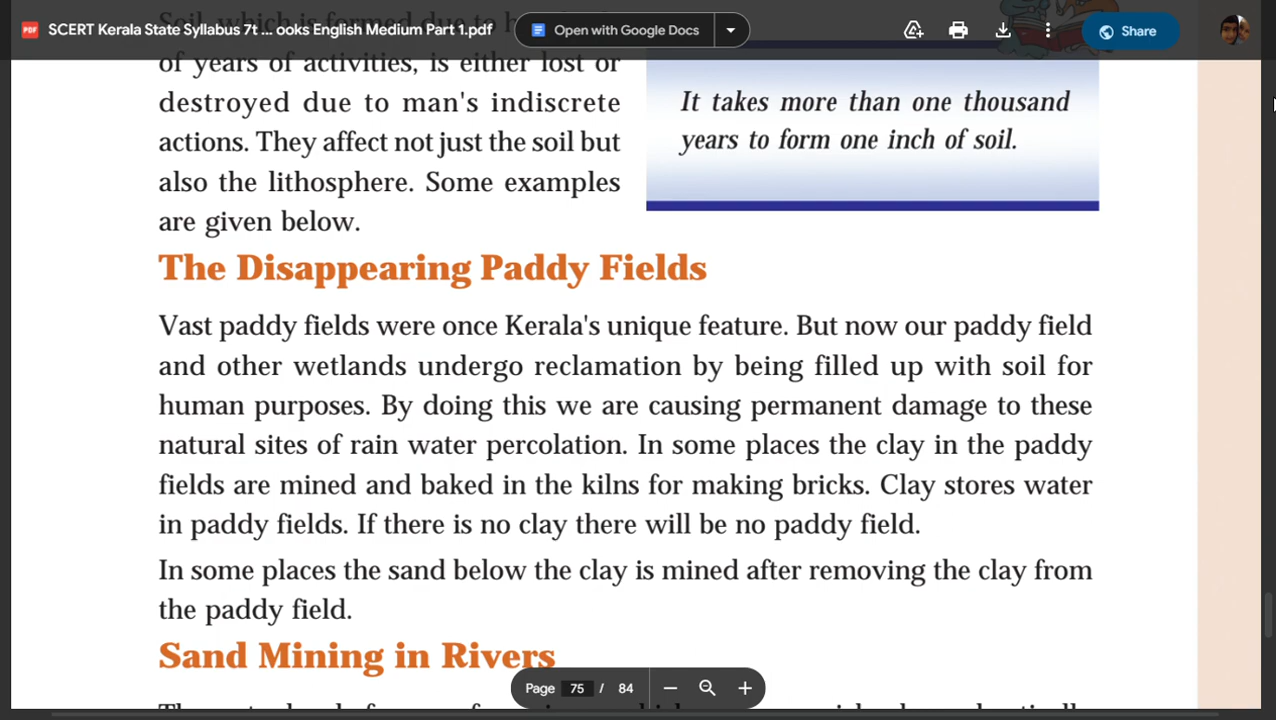 SCERT Kerala State Syllabus 7t ... ooks English Medium Part 1.pdf
Open with Google Docs
Share
Soil, which is formed due to
of years of activities, is either lost or
destroyed due to man's indiscrete
actions. They affect not just the soil but
also the lithosphere. Some examples
are given below.
It takes more than one thousand
years to form one inch of soil.
The Disappearing Paddy Fields
Vast paddy fields were once Kerala's unique feature. But now our paddy field
and other wetlands undergo reclamation by being filled up with soil for
human purposes. By doing this we are causing permanent damage to these
natural sites of rain water percolation. In some places the clay in the paddy
fields are mined and baked in the kilns for making bricks. Clay stores water
in paddy fields. If there is no clay there will be no paddy field.
In some places the sand below the clay is mined after removing the clay from
the paddy field.
Sand Mining in Rivers
Page 75 / 84